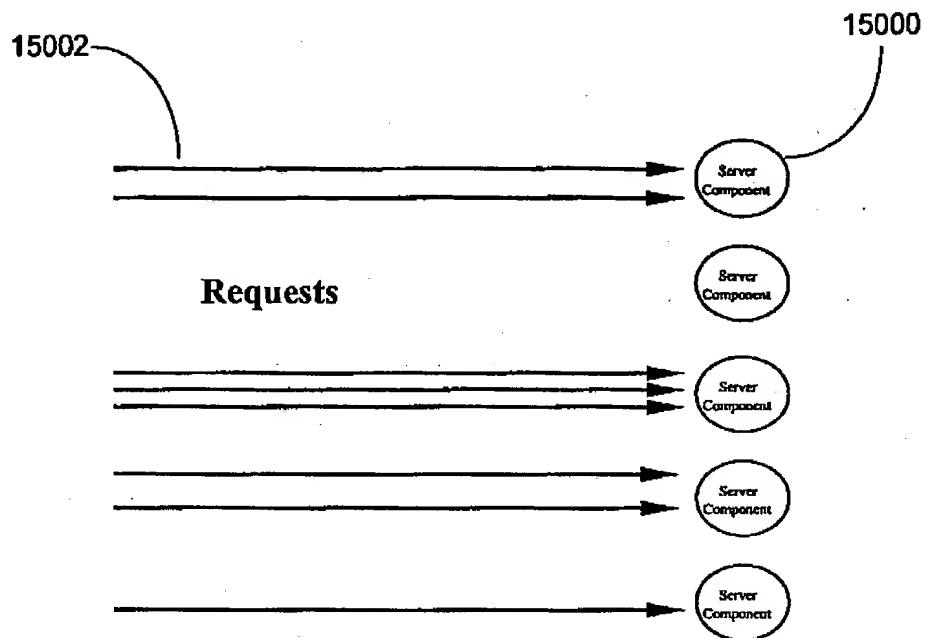 15002
15000
Server
Component
Requests
Server
Component
Server
Component
Server
Component
Server
Component